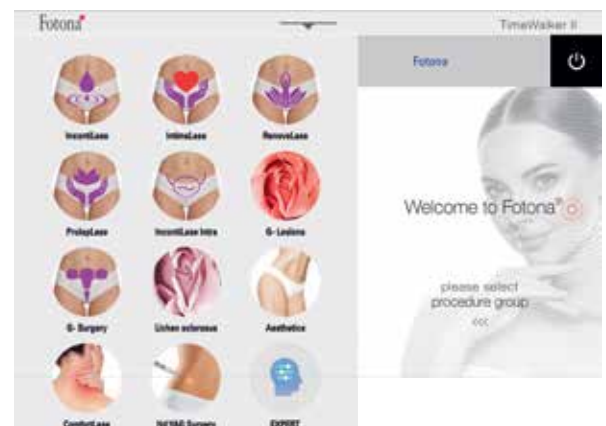 Fotona
TimeWalker II
Fotona
IncontiLase
IntimaLase
RenovaLase
ProlapLase
IncontiLase Intra
G- Lesions
G- Surgery
Lichen sclerosus
Aesthetics
ComfortLase
Nd:YAG Surgery
EXPERT
Welcome to Fotona®
please select
procedure group
<<<